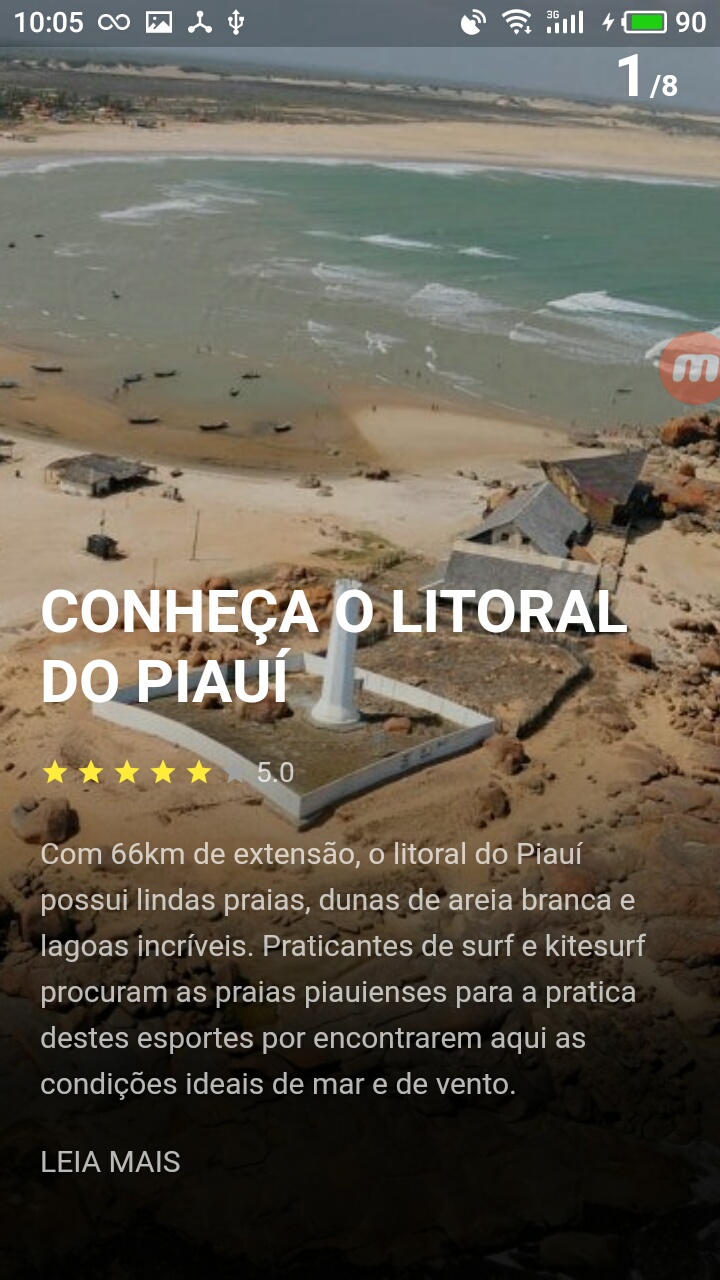 10:05 3G 90
1/8
m
CONHEÇA O LITORAL
DO PIAUÍ
5.0
Com 66km de extensão, o litoral do Piauí
possui lindas praias, dunas de areia branca e
lagoas incríveis. Praticantes de surf e kitesurf
procuram as praias piauienses para a pratica
destes esportes por encontrarem aqui as
condições ideais de mar e de vento.
LEIA MAIS